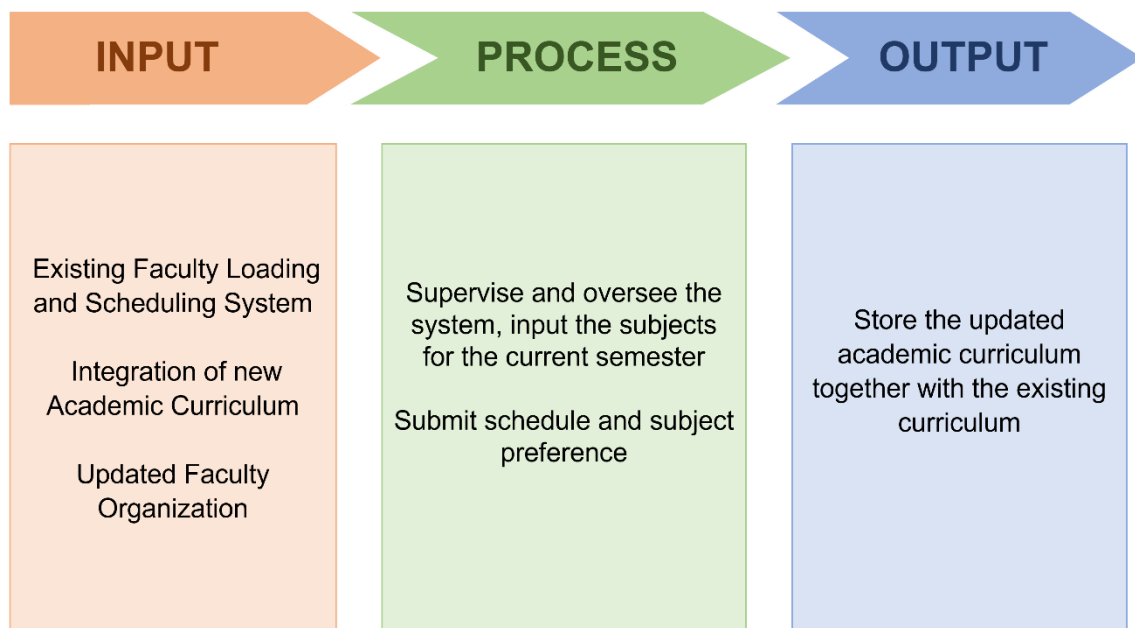 INPUT
PROCESS
OUTPUT
Existing Faculty Loading
and Scheduling System
Integration of new
Academic Curriculum
Updated Faculty
Organization
Supervise and oversee the
system, input the subjects
for the current semester
Submit schedule and subject
preference
Store the updated
academic curriculum
together with the existing
curriculum